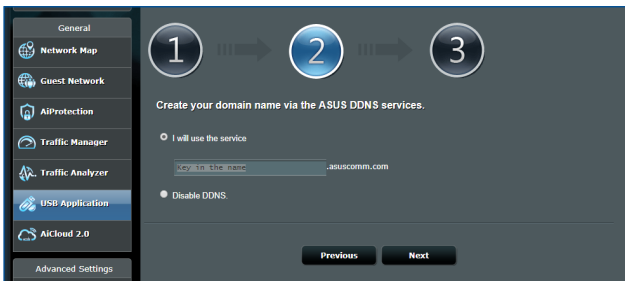 General
Network Map
Guest Network
AiProtection
Traffic Manager
Traffic Analyzer
USB Application
AiCloud 2.0
Advanced Settings
1 2 3
Create your domain name via the ASUS DDNS services.
I will use the service
Key in the name .asuscomm.com
Disable DDNS.
Previous Next